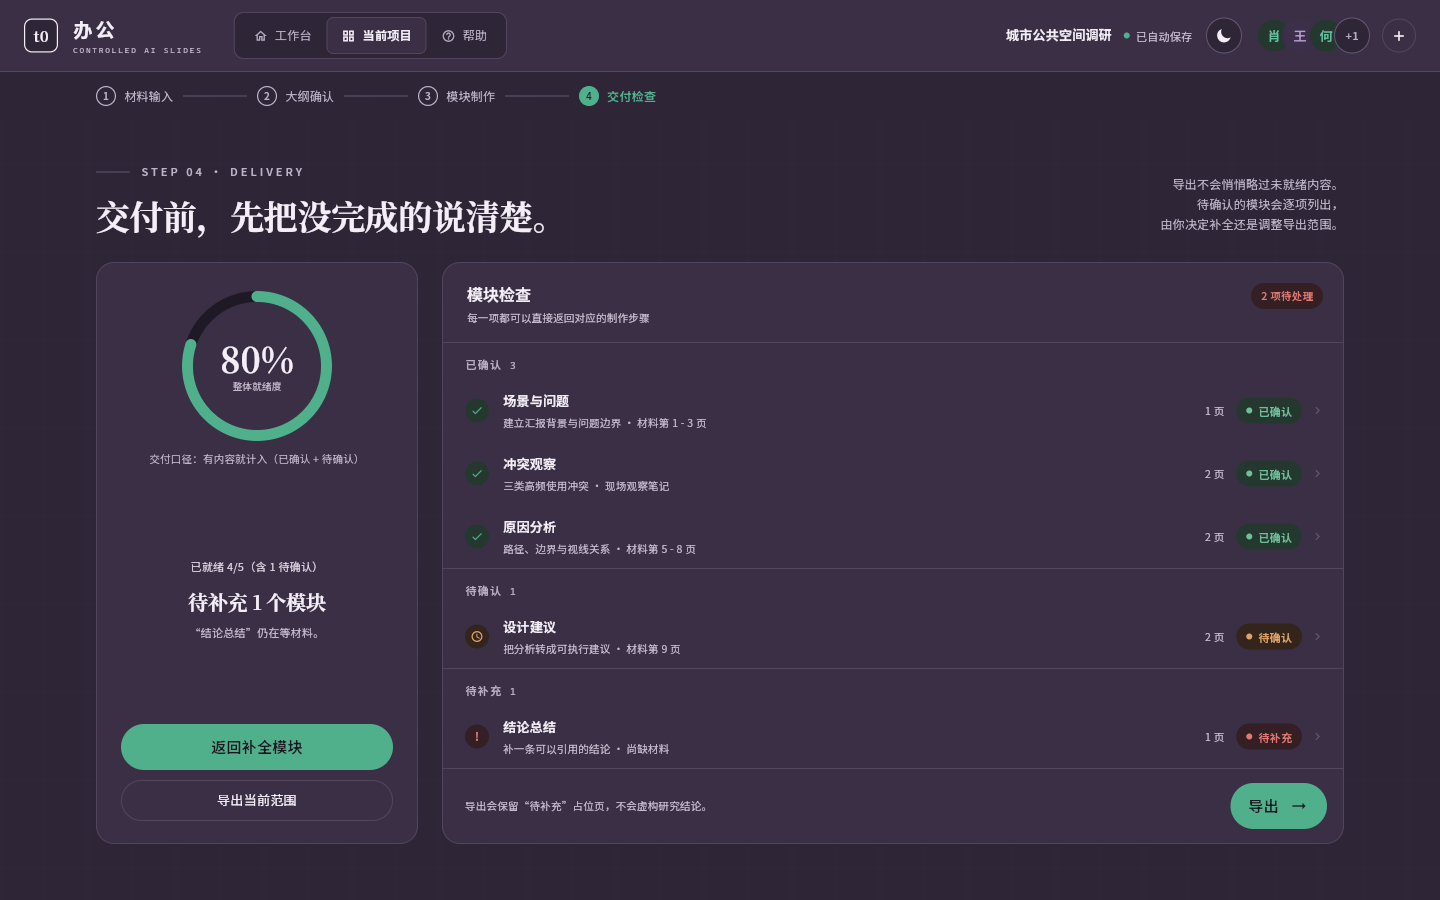 t0
办公
CONTROLLED AI SLIDES
工作台
当前项目
帮助
城市公共空间调研
已自动保存
肖
王
何
+1
1 材料输入
2 大纲确认
3 模块制作
4 交付检查
STEP 04 • DELIVERY
交付前，先把没完成的说清楚。
导出不会悄悄略过未就绪内容。
待确认的模块会逐项列出，
由你决定补全还是调整导出范围。
80%
整体就绪度
交付口径：有内容就计入（已确认 + 待确认）
已就绪 4/5（含 1 待确认）
待补充 1 个模块
“结论总结”仍在等材料。
返回补全模块
导出当前范围
模块检查
每一项都可以直接返回对应的制作步骤
2 项待处理
已确认 3
场景与问题
建立汇报背景与问题边界 • 材料第 1 - 3 页
1 页
已确认
冲突观察
三类高频使用冲突 • 现场观察笔记
2 页
已确认
原因分析
路径、边界与视线关系 • 材料第 5 - 8 页
2 页
已确认
待确认 1
设计建议
把分析转成可执行建议 • 材料第 9 页
2 页
待确认
待补充 1
结论总结
补一条可以引用的结论 • 尚缺材料
1 页
待补充
导出会保留“待补充”占位页，不会虚构研究结论。
导出 →